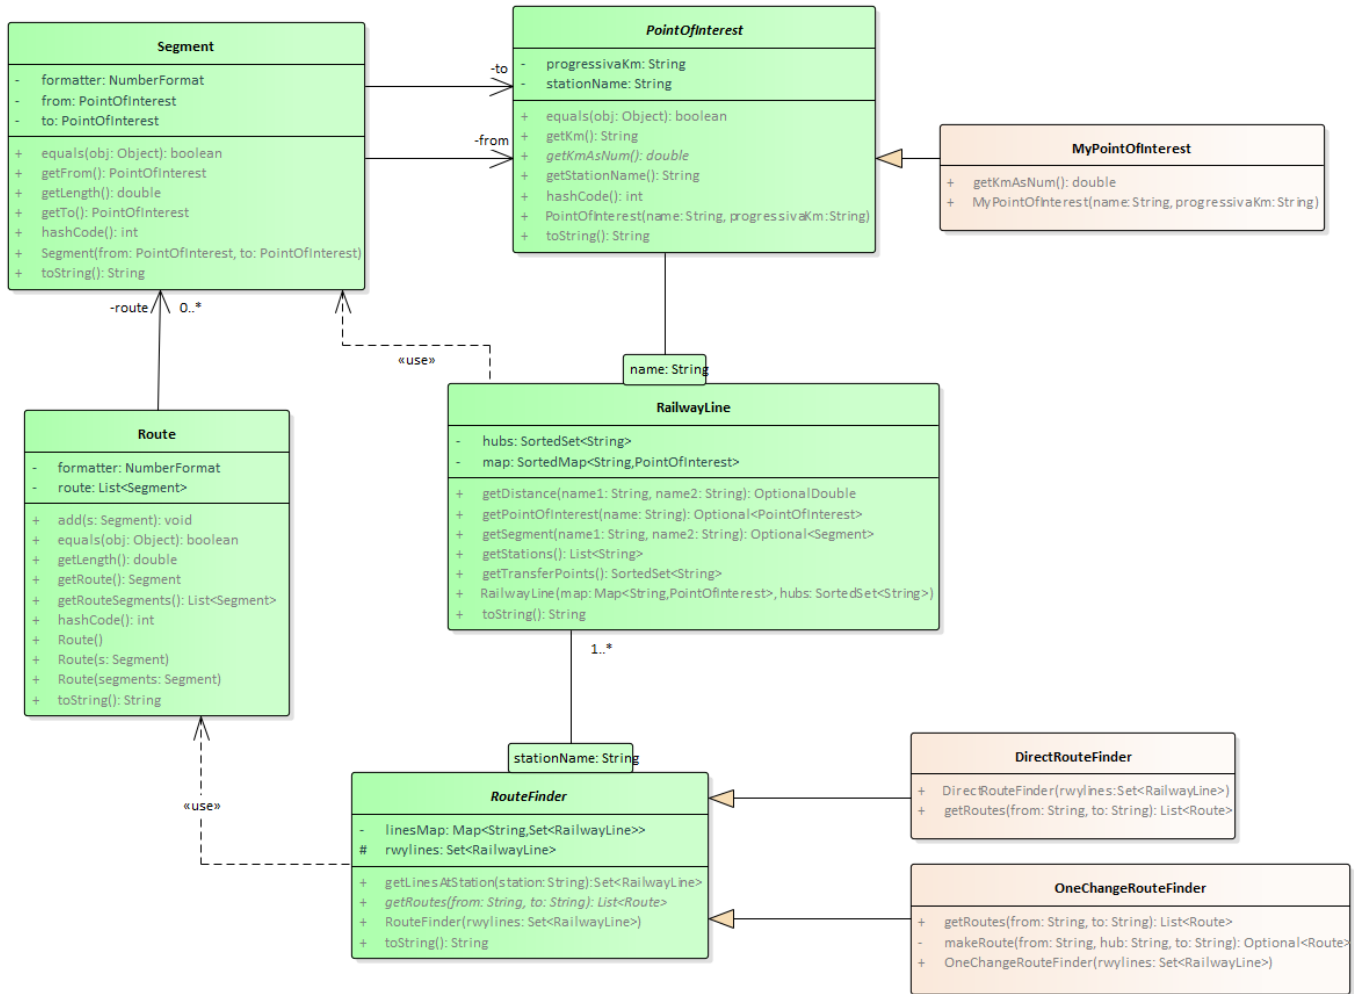 Segment
- formatter: NumberFormat
- from: PointOfInterest
- to: PointOfInterest
+ equals(obj: Object): boolean
+ getFrom(): PointOfInterest
+ getLength(): double
+ getTo(): PointOfInterest
+ hashCode(): int
+ Segment(from: PointOfInterest, to: PointOfInterest)
+ toString(): String
-to
-from
PointOfInterest
- progressivaKm: String
- stationName: String
+ equals(obj: Object): boolean
+ getKm(): String
+ getKmAsNum(): double
+ getStationName(): String
+ hashCode(): int
+ PointOfInterest(name: String, progressivaKm:String)
+ toString(): String
MyPointOfInterest
+ getKmAsNum(): double
+ MyPointOfInterest(name: String, progressivaKm: String)
-route
0..*
«use»
name: String
RailwayLine
- hubs: SortedSet<String>
- map: SortedMap<String,PointOfInterest>
+ getDistance(name1: String, name2: String): OptionalDouble
+ getPointOfInterest(name: String): Optional<PointOfInterest>
+ getSegment(name1: String, name2: String): Optional<Segment>
+ getStations(): List<String>
+ getTransferPoints(): SortedSet<String>
+ RailwayLine(map: Map<String,PointOfInterest>, hubs: SortedSet<String>)
+ toString(): String
Route
- formatter: NumberFormat
- route: List<Segment>
+ add(s: Segment): void
+ equals(obj: Object): boolean
+ getLength(): double
+ getRoute(): Segment
+ getRouteSegments(): List<Segment>
+ hashCode(): int
+ Route()
+ Route(s: Segment)
+ Route(segments: Segment)
+ toString(): String
1..*
«use»
stationName: String
RouteFinder
- linesMap: Map<String,Set<RailwayLine>>
# rwylines: Set<RailwayLine>
+ getLinesAtStation(station: String):Set<RailwayLine>
+ getRoutes(from: String, to: String): List<Route>
+ RouteFinder(rwylines: Set<RailwayLine>)
+ toString(): String
DirectRouteFinder
+ DirectRouteFinder(rwylines:Set<RailwayLine>)
+ getRoutes(from: String, to: String): List<Route>
OneChangeRouteFinder
+ getRoutes(from: String, to: String): List<Route>
- makeRoute(from: String, hub: String, to: String): Optional<Route>
+ OneChangeRouteFinder(rwylines: Set<RailwayLine>)